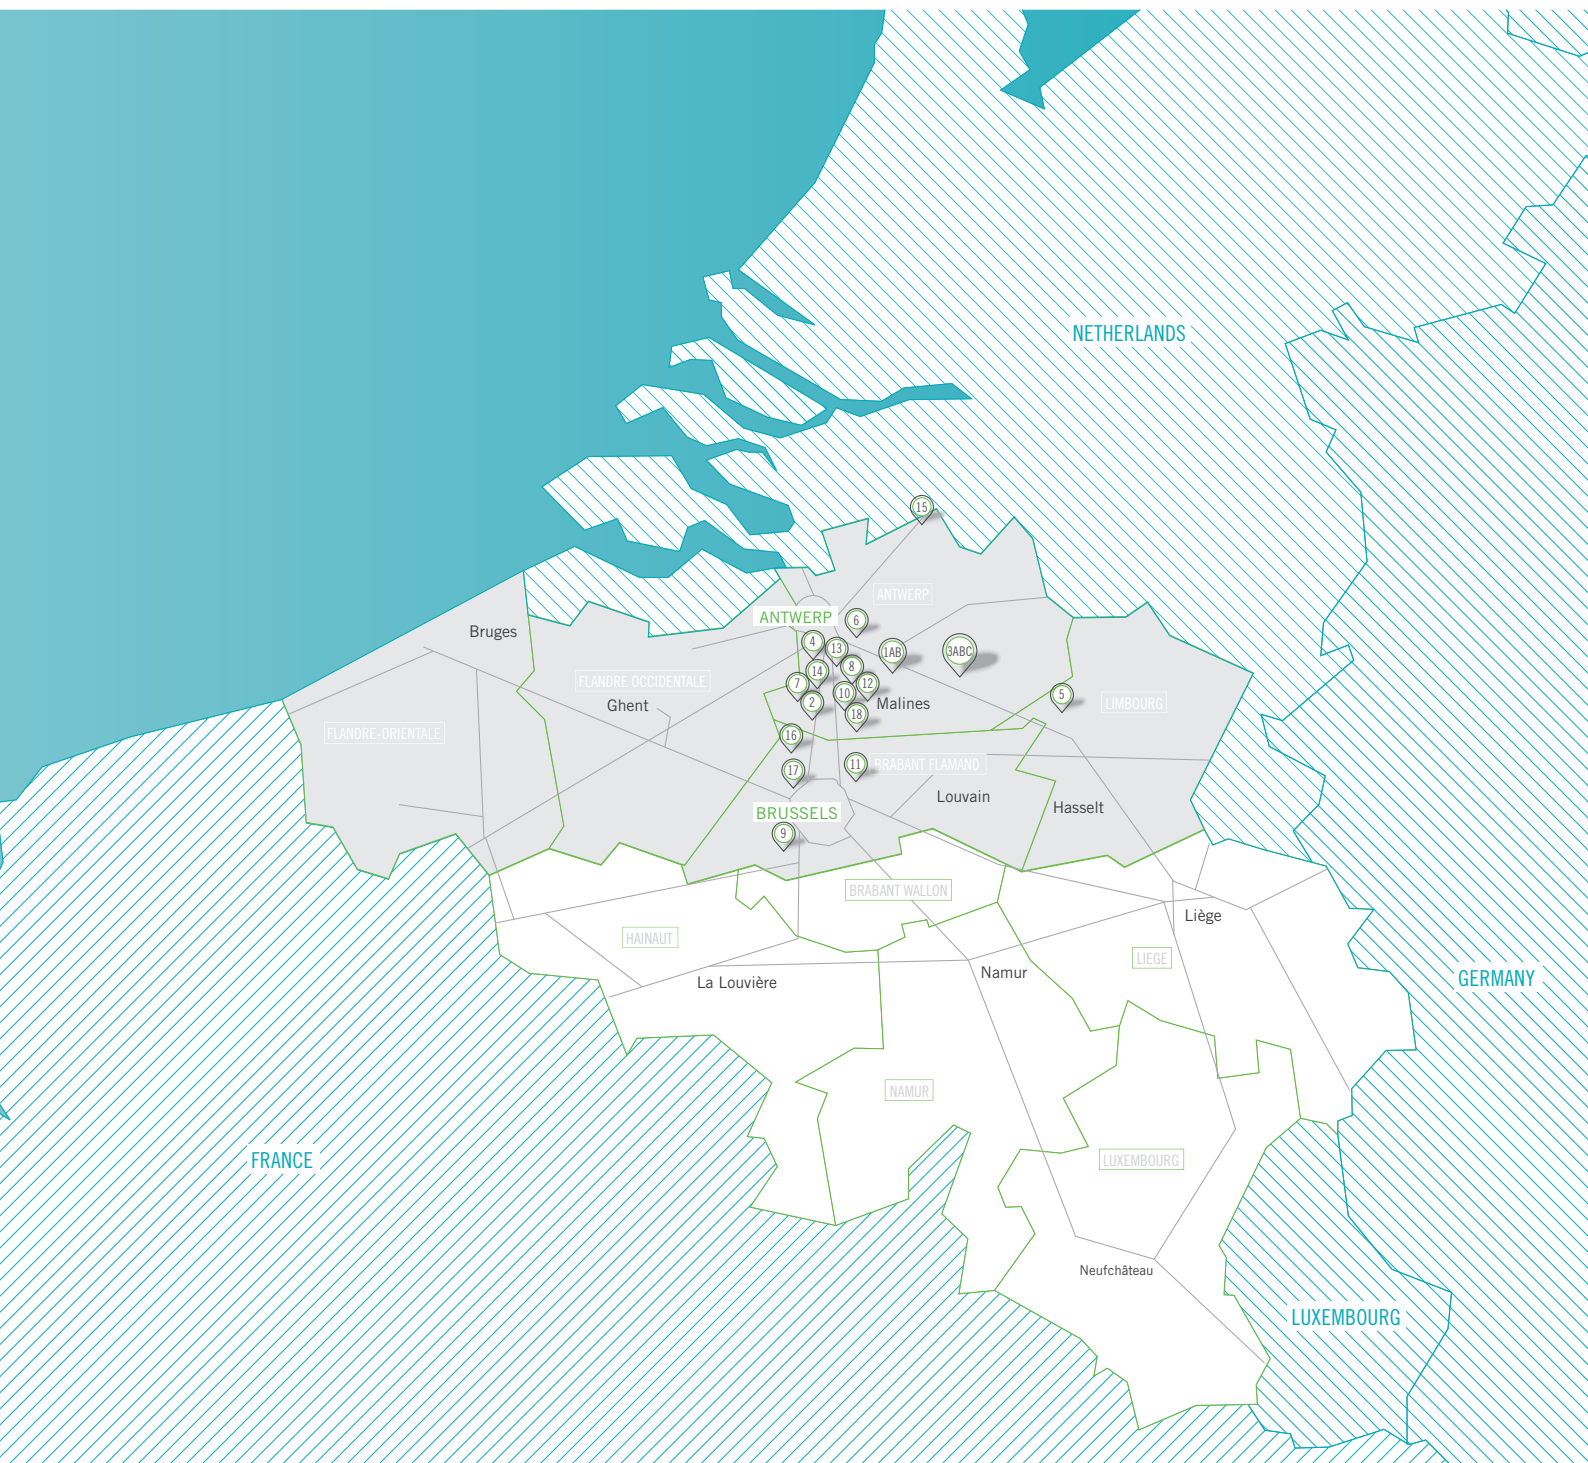 NETHERLANDS
15
ANTWERP
ANTWERP
6
Bruges
4
13
1AB
3ABC
8
14
FLANDRE OCCIDENTALE
7
12
10
5
LIMBOURG
2
Malines
Ghent
18
FLANDRE-ORIENTALE
16
11
BRABANT FLAMAND
17
Louvain
Hasselt
BRUSSELS
9
BRABANT WALLON
Liège
HAINAUT
LIEGE
Namur
La Louvière
GERMANY
NAMUR
FRANCE
LUXEMBOURG
Neufchâteau
LUXEMBOURG